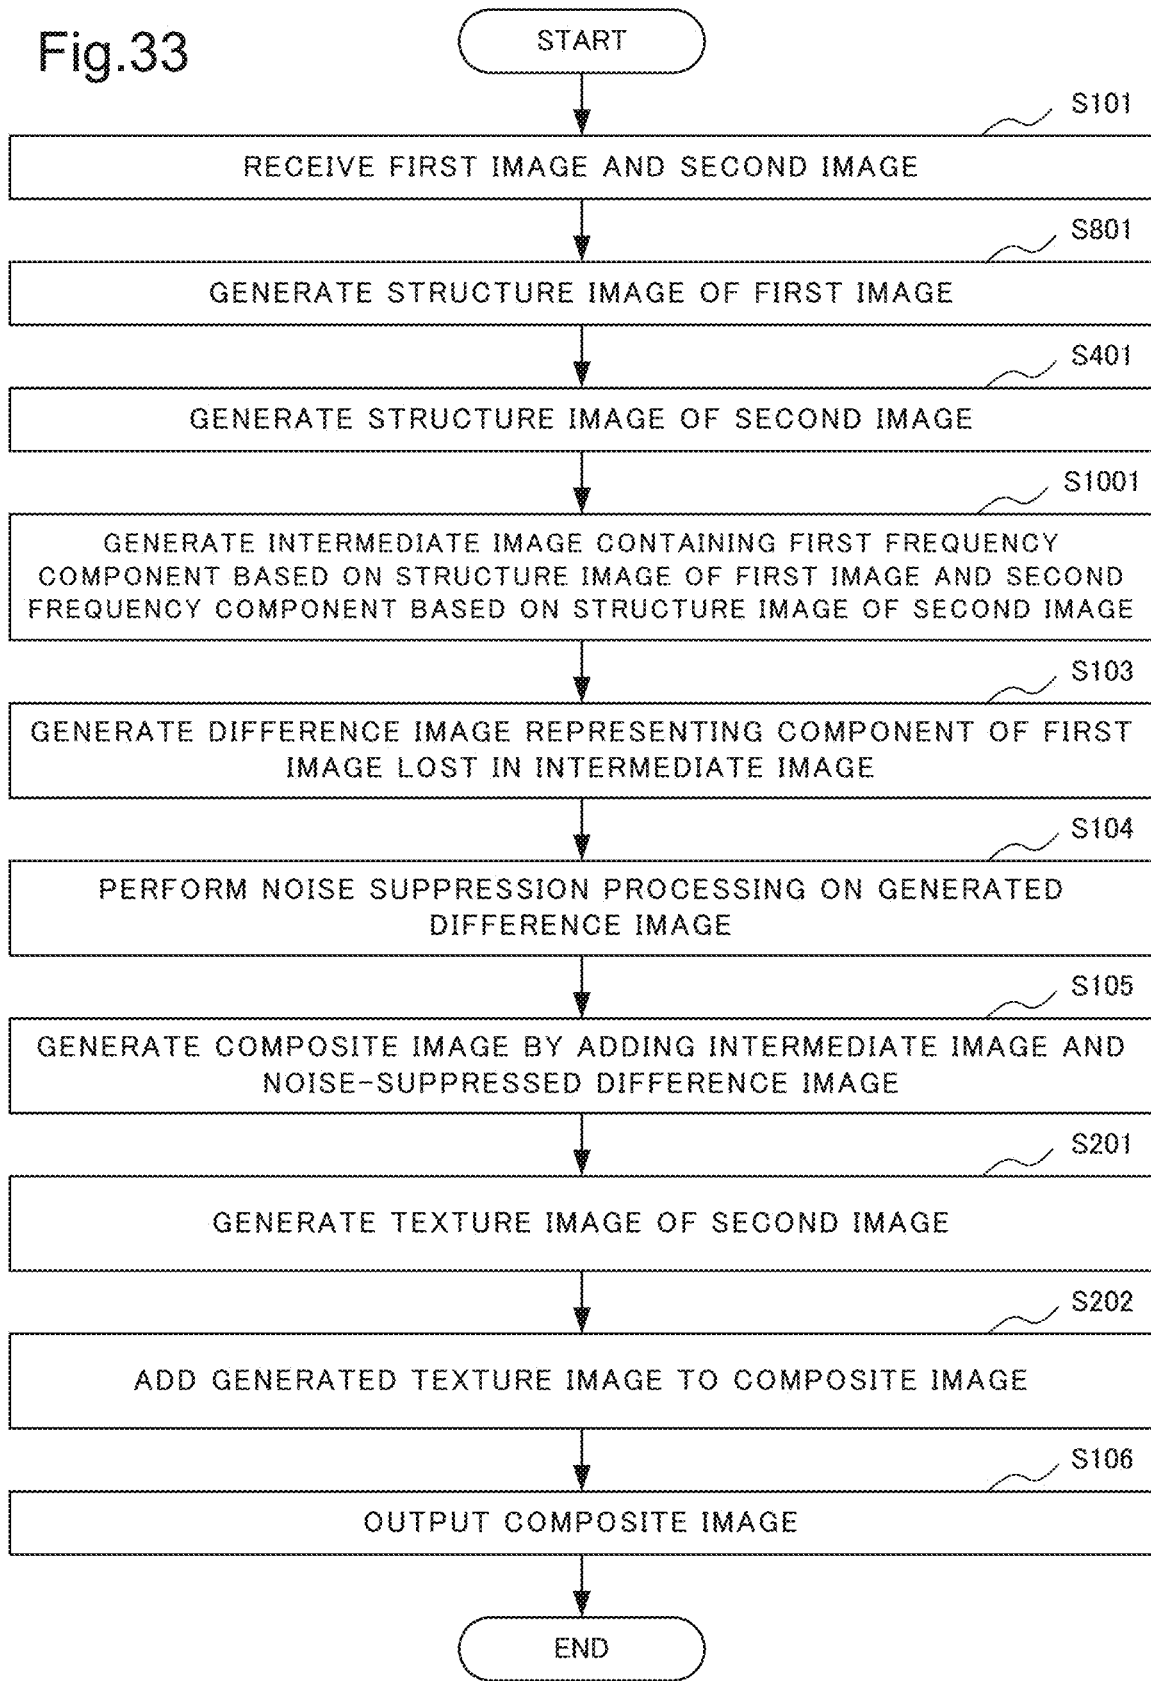 Fig.33
START
S101
RECEIVE FIRST IMAGE AND SECOND IMAGE
S801
GENERATE STRUCTURE IMAGE OF FIRST IMAGE
S401
GENERATE STRUCTURE IMAGE OF SECOND IMAGE
S1001
GENERATE INTERMEDIATE IMAGE CONTAINING FIRST FREQUENCY
COMPONENT BASED ON STRUCTURE IMAGE OF FIRST IMAGE AND SECOND
FREQUENCY COMPONENT BASED ON STRUCTURE IMAGE OF SECOND IMAGE
S103
GENERATE DIFFERENCE IMAGE REPRESENTING COMPONENT OF FIRST
IMAGE LOST IN INTERMEDIATE IMAGE
S104
PERFORM NOISE SUPPRESSION PROCESSING ON GENERATED
DIFFERENCE IMAGE
S105
GENERATE COMPOSITE IMAGE BY ADDING INTERMEDIATE IMAGE AND
NOISE-SUPPRESSED DIFFERENCE IMAGE
S201
GENERATE TEXTURE IMAGE OF SECOND IMAGE
S202
ADD GENERATED TEXTURE IMAGE TO COMPOSITE IMAGE
S106
OUTPUT COMPOSITE IMAGE
END